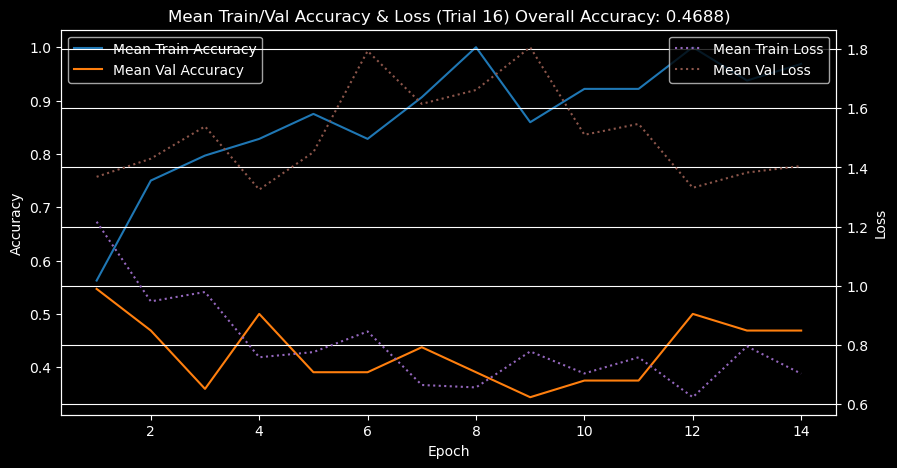 Mean Train/Val Accuracy & Loss (Trial 16) Overall Accuracy: 0.4688)
Mean Train Accuracy
Mean Val Accuracy
Mean Train Loss
Mean Val Loss
1.0
0.9
0.8
0.7
0.6
0.5
0.4
Accuracy
1.8
1.6
1.4
1.2
1.0
0.8
0.6
Loss
2
4
6
8
10
12
14
Epoch